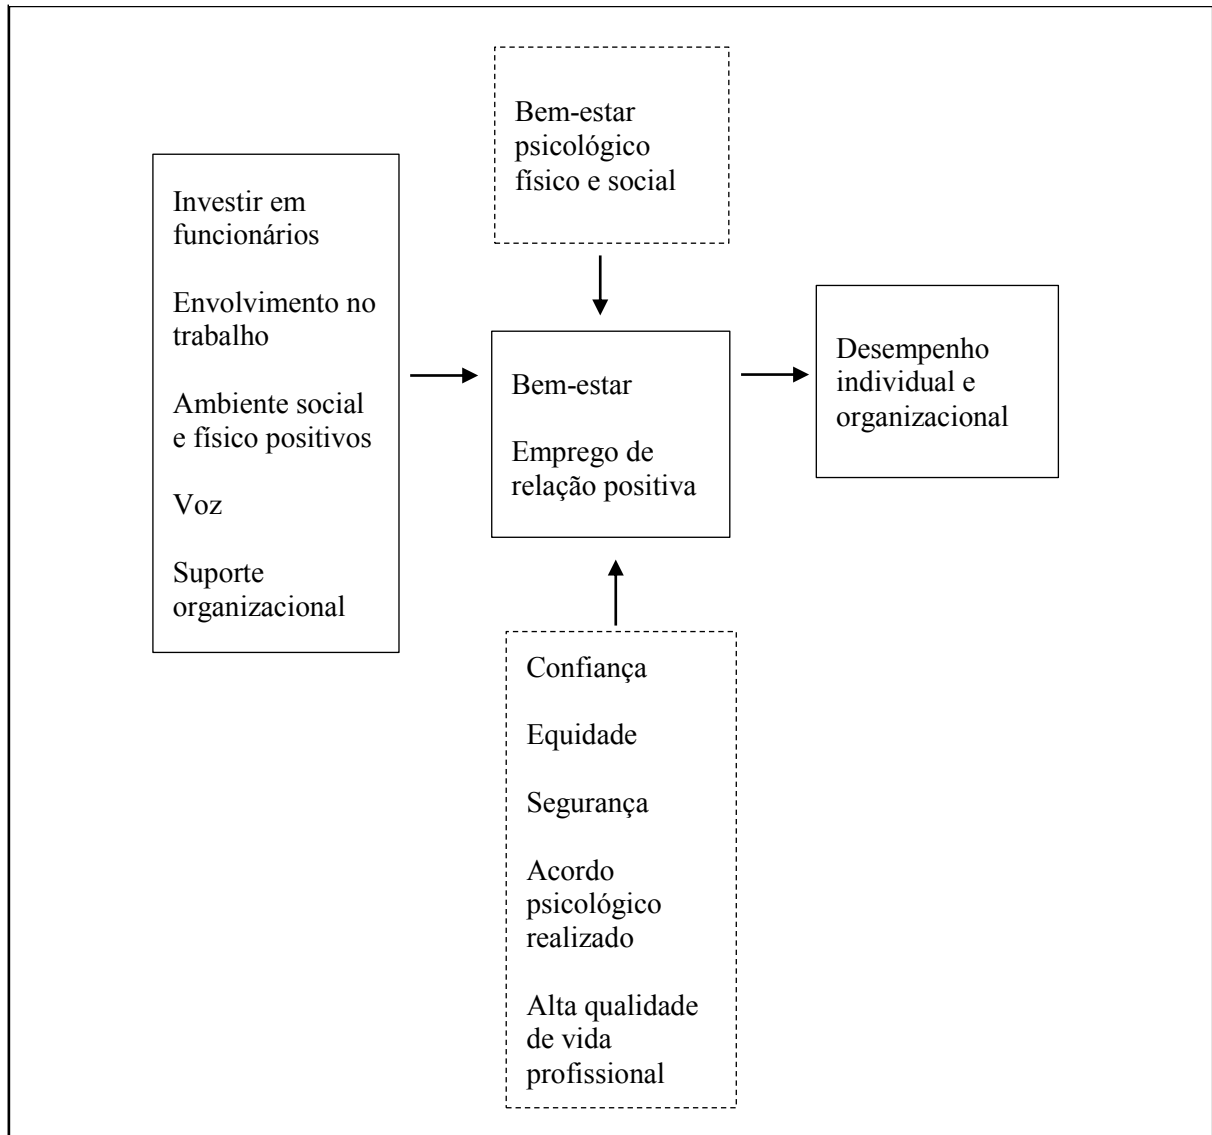 Bem-estar
psicológico
físico e social
Investir em
funcionários
Envolvimento no
trabalho
Ambiente social
e físico positivos
Voz
Suporte
organizacional
Bem-estar
Emprego de
relação positiva
Desempenho
individual e
organizacional
Confiança
Equidade
Segurança
Acordo
psicológico
realizado
Alta qualidade
de vida
profissional